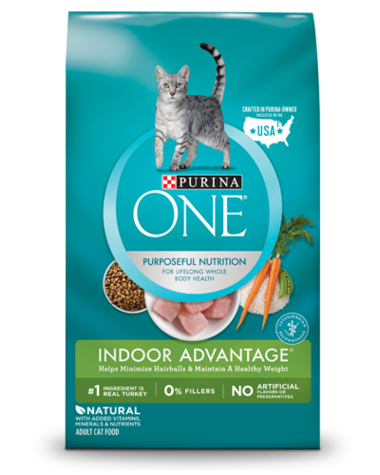 CRAFTED IN PURINA-OWNED
FACILITIES IN THE
USA
PURINA
ONE®
PURPOSEFUL NUTRITION
FOR LIFELONG WHOLE
BODY HEALTH
VETERINARIAN
RECOMMENDED
INDOOR ADVANTAGE®
Helps Minimize Hairballs & Maintain A Healthy Weight
#1 INGREDIENT IS
REAL TURKEY
0% FILLERS
NO ARTIFICIAL
FLAVORS OR
PRESERVATIVES
NATURAL
WITH ADDED VITAMINS,
MINERALS & NUTRIENTS
ADULT CAT FOOD